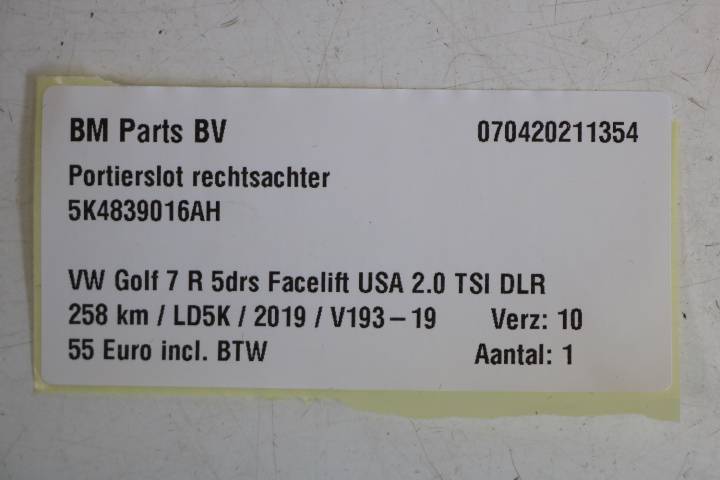 BM Parts BV 070420211354
Portierslot rechtsachter
5K4839016AH
VW Golf 7 R 5drs Facelift USA 2.0 TSI DLR
258 km / LD5K / 2019 / V193-19 Verz: 10
55 Euro incl. BTW Aantal: 1